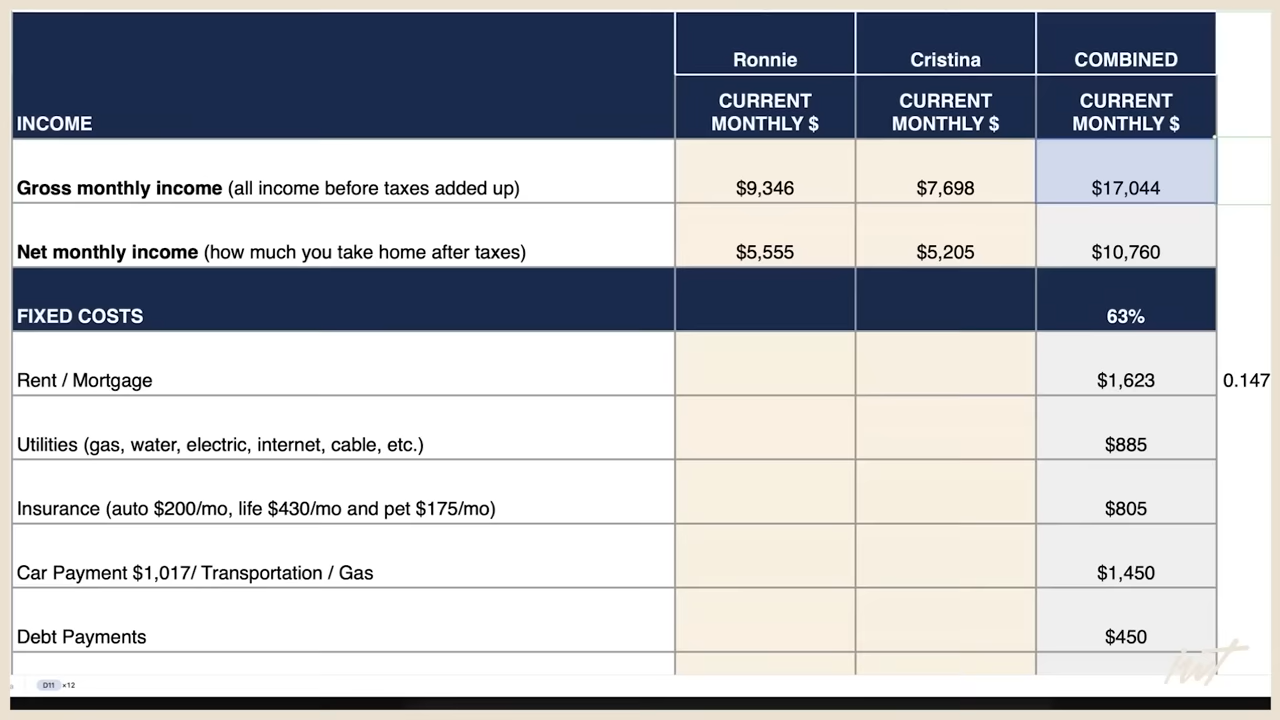 Ronnie Cristina COMBINED
INCOME CURRENT MONTHLY $ CURRENT MONTHLY $ CURRENT MONTHLY $
Gross monthly income (all income before taxes added up) $9,346 $7,698 $17,044
Net monthly income (how much you take home after taxes) $5,555 $5,205 $10,760
FIXED COSTS 63%
Rent / Mortgage $1,623 0.147
Utilities (gas, water, electric, internet, cable, etc.) $885
Insurance (auto $200/mo, life $430/mo and pet $175/mo) $805
Car Payment $1,017/ Transportation / Gas $1,450
Debt Payments $450
D11 ×12